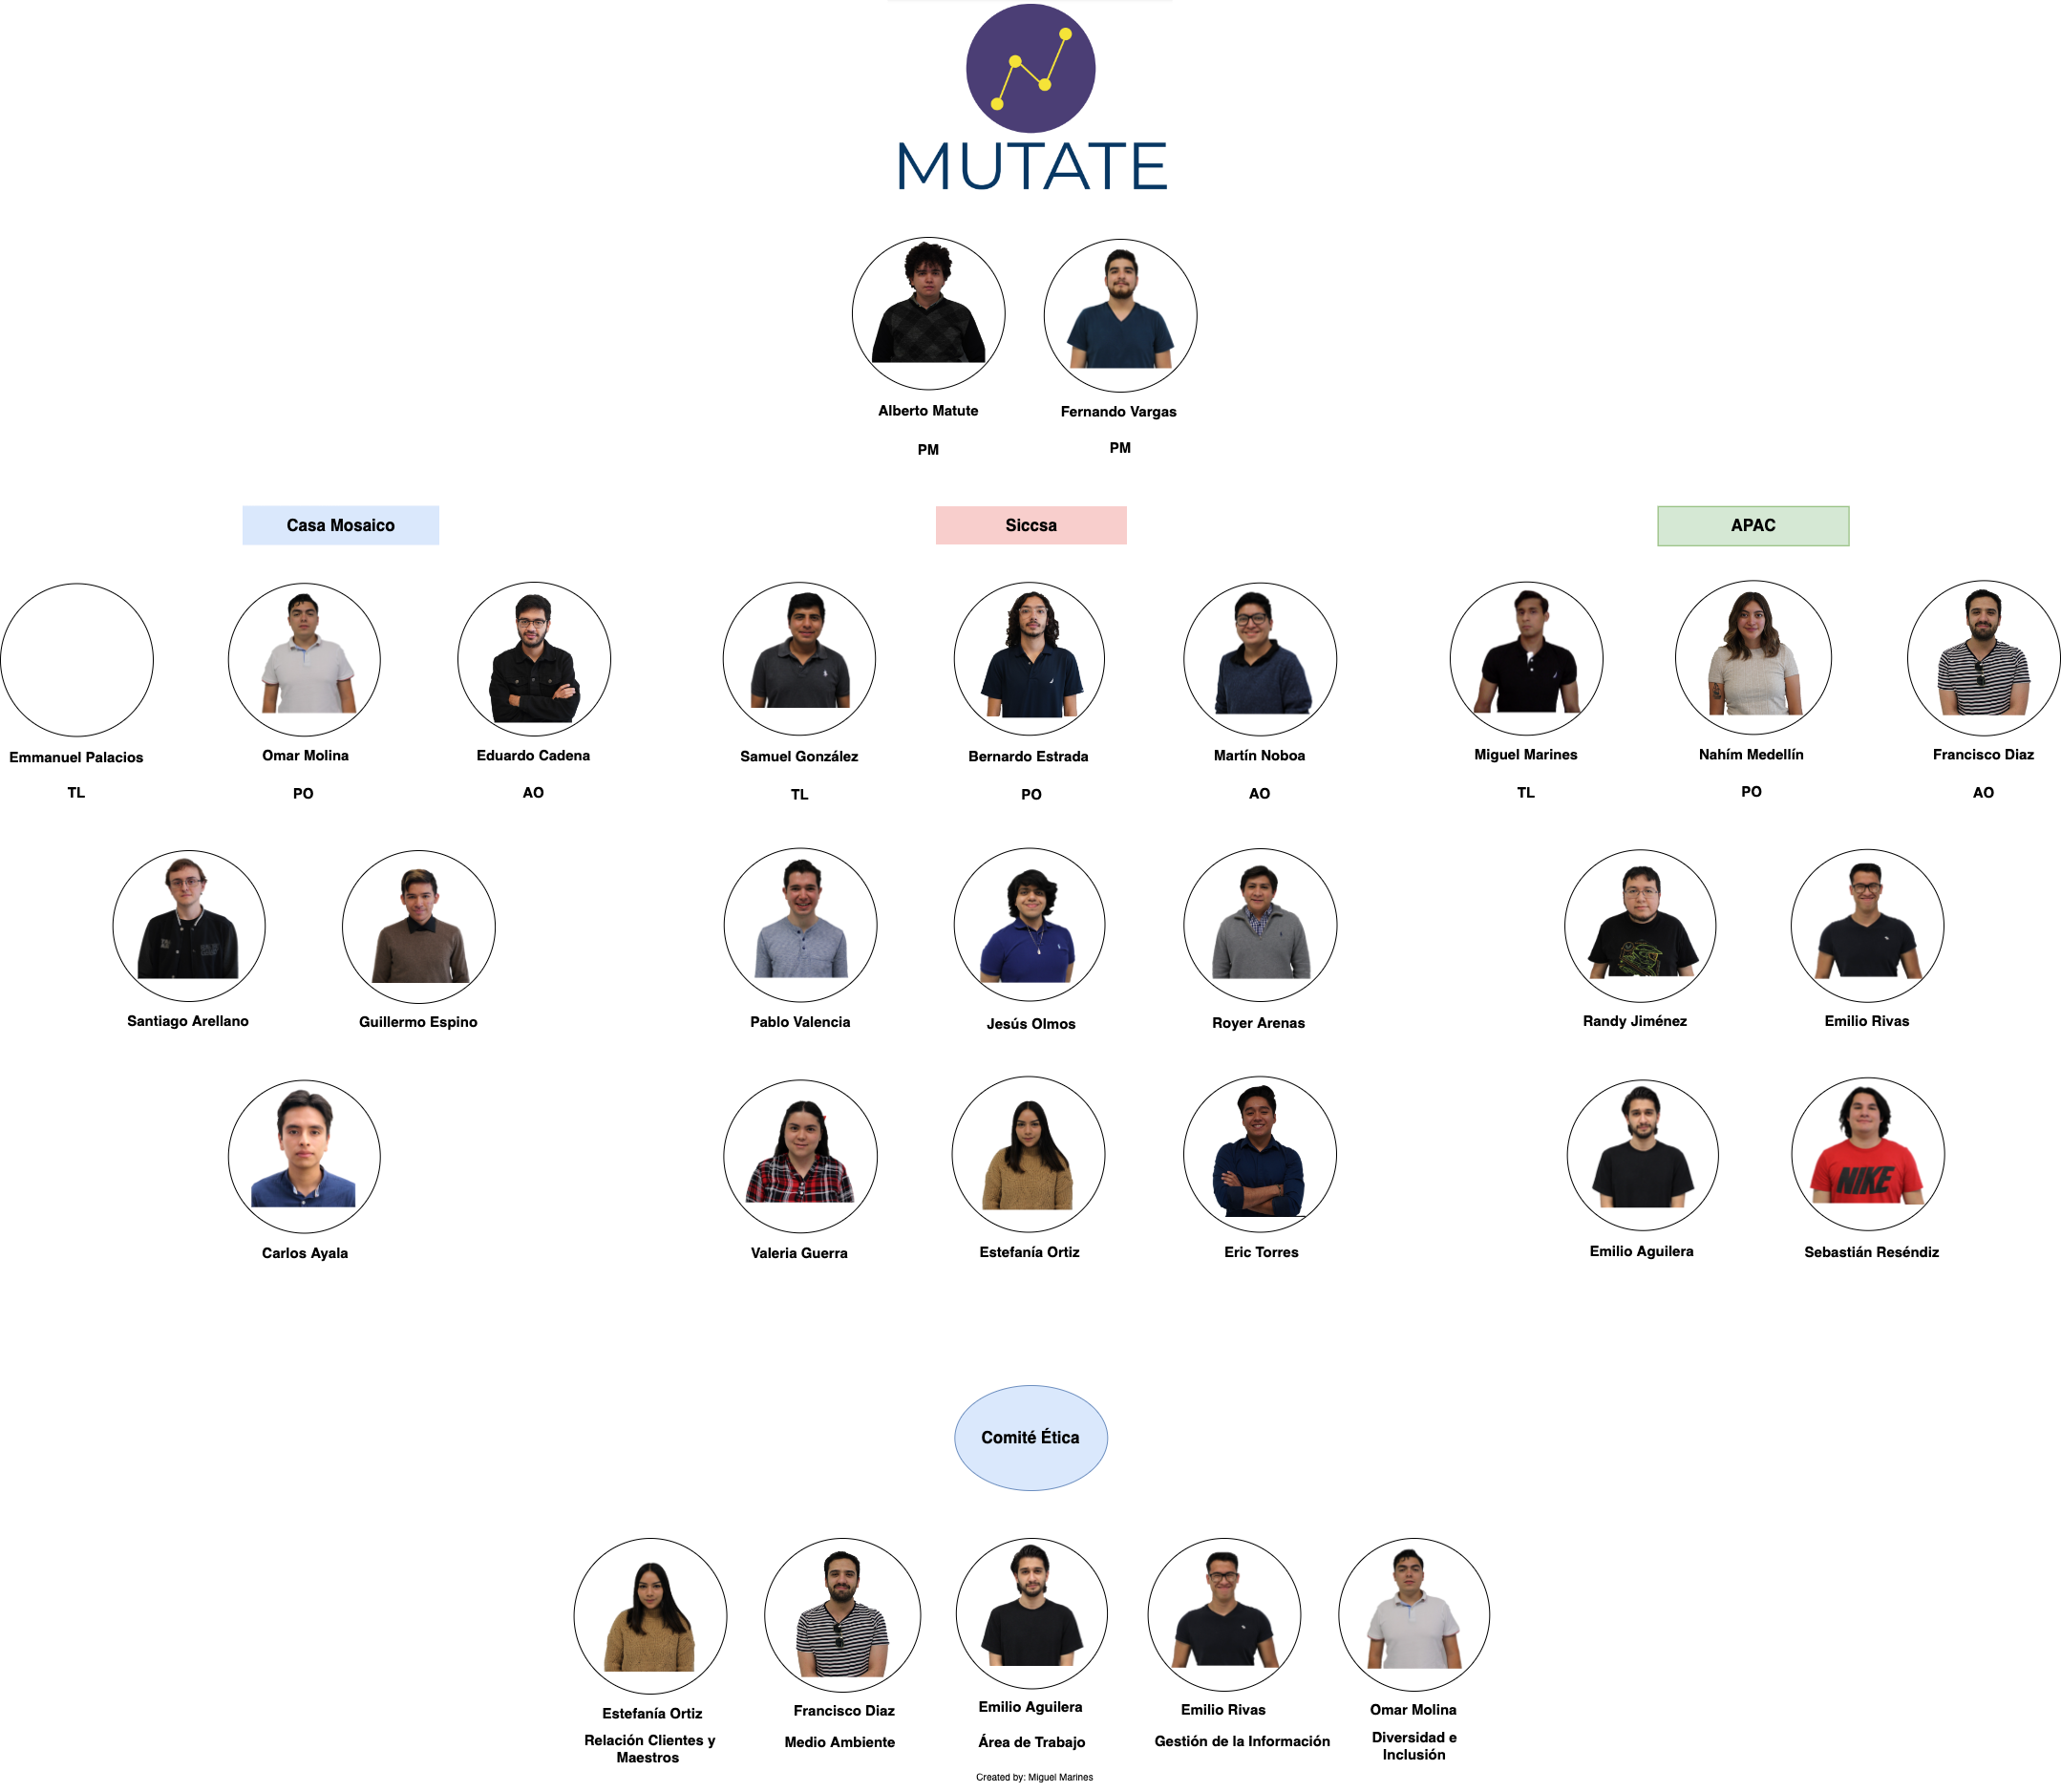 MUTATE
Alberto Matute
Fernando Vargas
PM
PM
Casa Mosaico
Siccsa
APAC
Emmanuel Palacios
Omar Molina
Eduardo Cadena
Samuel González
Bernardo Estrada
Martín Noboa
Miguel Marines
Nahím Medellín
Francisco Diaz
TL
PO
AO
TL
PO
AO
TL
PO
AO
Santiago Arellano
Guillermo Espino
Pablo Valencia
Jesús Olmos
Royer Arenas
Randy Jiménez
Emilio Rivas
NIKE
Carlos Ayala
Valeria Guerra
Estefanía Ortiz
Eric Torres
Emilio Aguilera
Sebastián Reséndiz
Comité Ética
Estefanía Ortiz
Francisco Diaz
Emilio Aguilera
Emilio Rivas
Omar Molina
Relación Clientes y
Maestros
Medio Ambiente
Área de Trabajo
Gestión de la Información
Diversidad e
Inclusión
Created by: Miguel Marines